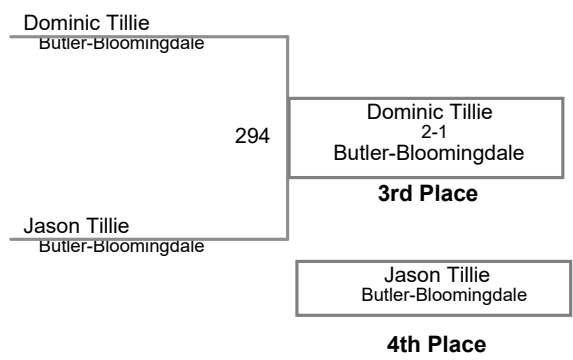 Dominic Tillie
Butler-Bloomingdale
294
Dominic Tillie
2-1
Butler-Bloomingdale
3rd Place
Jason Tillie
Butler-Bloomingdale
Jason Tillie
Butler-Bloomingdale
4th Place